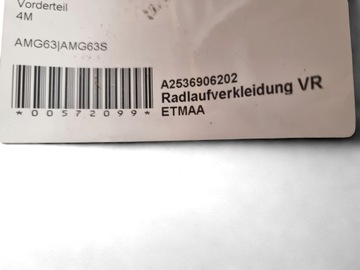 Vorderteil
4M
AMG63|AMG63S
A2536906202
Radlaufverkleidung VR
ETMAA
*00572099*